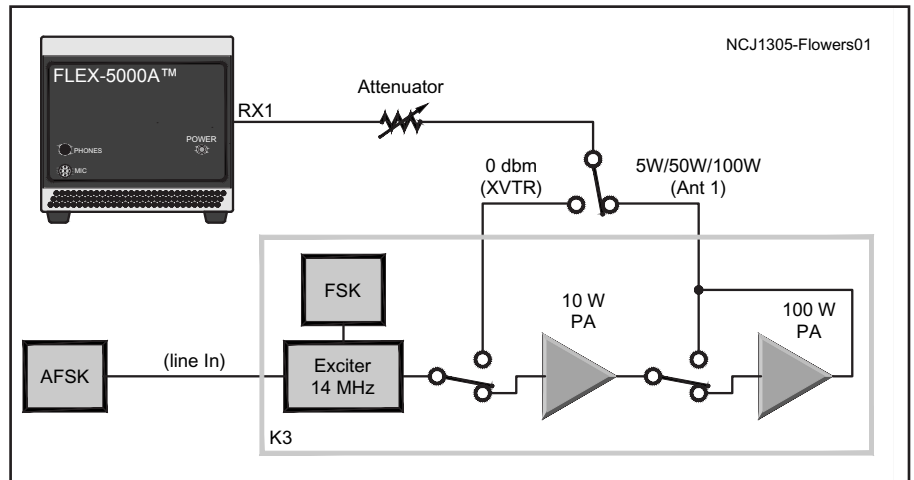 NCJ1305-Flowers01
FLEX-5000A™
PHONES
MIC
POWER
RX1
Attenuator
0 dbm
(XVTR)
5W/50W/100W
(Ant 1)
FSK
10 W
PA
100 W
PA
AFSK
(line In)
Exciter
14 MHz
K3